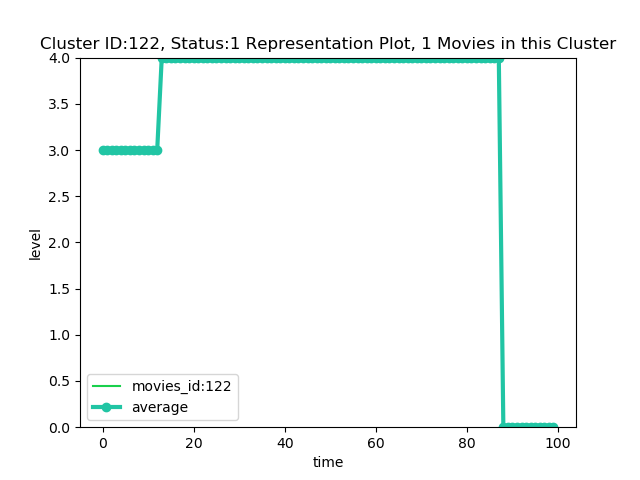 Cluster ID:122, Status:1 Representation Plot, 1 Movies in this Cluster
4.0
3.5
3.0
2.5
2.0
1.5
1.0
0.5
0.0
level
movies_id:122
average
0 20 40 60 80 100
time